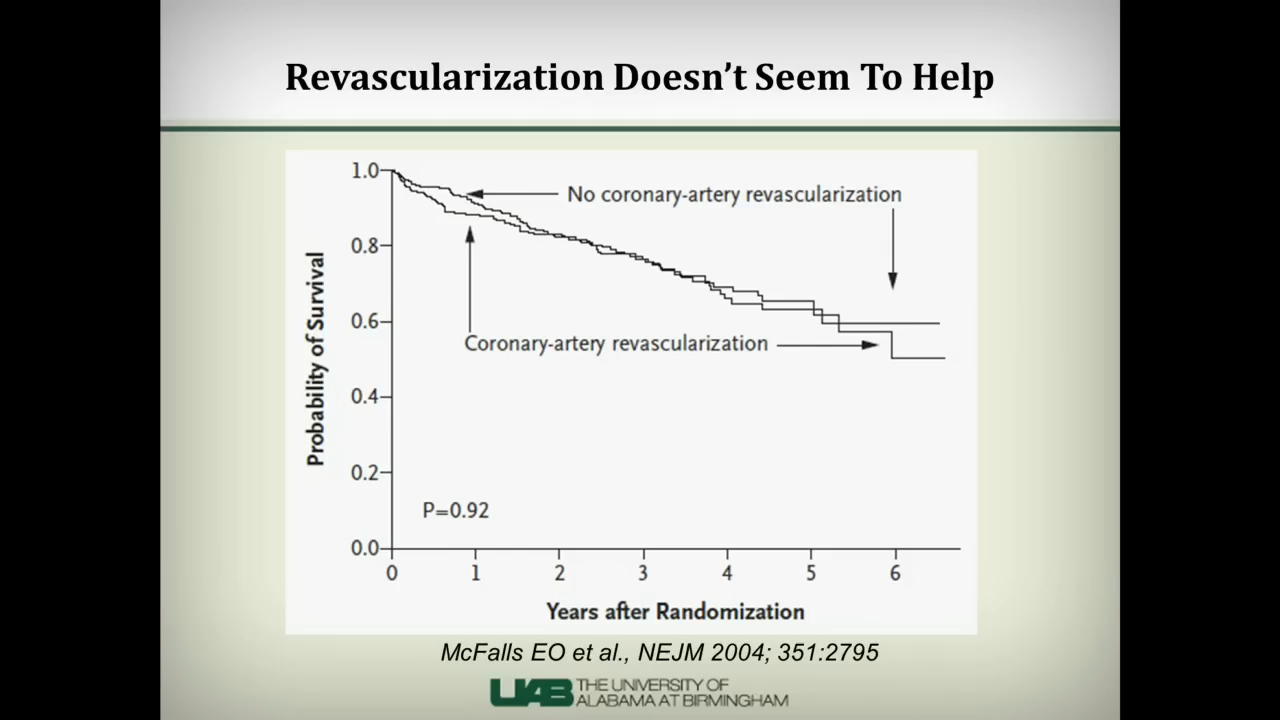 Revascularization Doesn't Seem To Help
1.0
0.8
0.6
0.4
0.2
0.0
Probability of Survival
No coronary-artery revascularization
Coronary-artery revascularization
P=0.92
0 1 2 3 4 5 6
Years after Randomization
McFalls EO et al., NEJM 2004; 351:2795
UAB THE UNIVERSITY OF
ALABAMA AT BIRMINGHAM